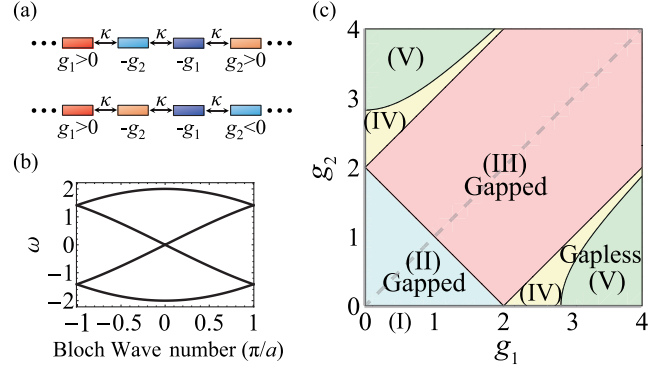 (a)
κ κ κ
g₁>0 -g₂ -g₁ g₂>0
κ κ κ
g₁>0 -g₂ -g₁ g₂<0
(b)
ω
2
1
0
-1
-2
-1 -0.5 0 0.5 1
Bloch Wave number (π/a)
(c)
g₂
4
3
2
1
0
(V)
(IV)
(III)
Gapped
(II)
Gapped
Gapless
(V)
(IV)
0 (I) 1 2 3 4
g₁